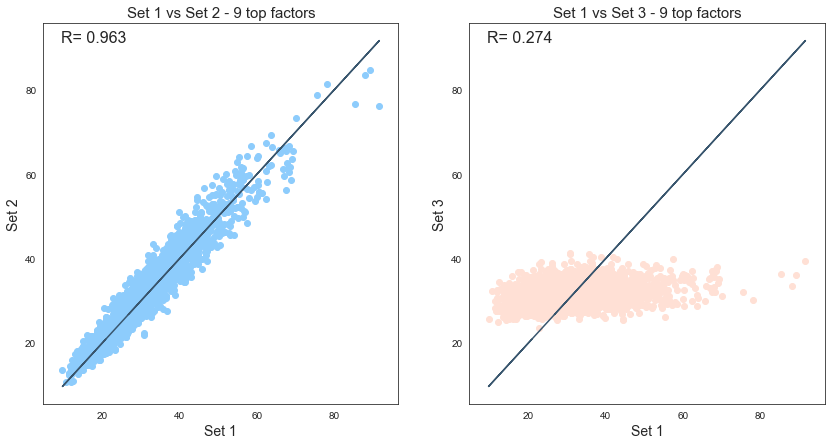 Set 1 vs Set 2 - 9 top factors
R= 0.963
80
60
40
20
Set 2
20 40 60 80
Set 1
Set 1 vs Set 3 - 9 top factors
R= 0.274
80
60
40
20
Set 3
20 40 60 80
Set 1